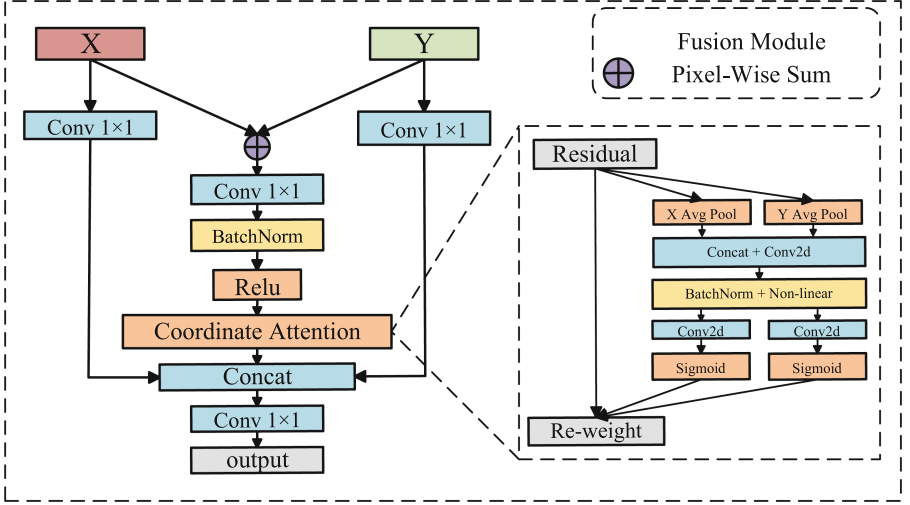 X
Y
Fusion Module
Pixel-Wise Sum
Conv 1×1
Conv 1×1
Conv 1×1
BatchNorm
Relu
Coordinate Attention
Concat
Conv 1×1
output
Residual
X Avg Pool
Y Avg Pool
Concat + Conv2d
BatchNorm + Non-linear
Conv2d
Conv2d
Sigmoid
Sigmoid
Re-weight